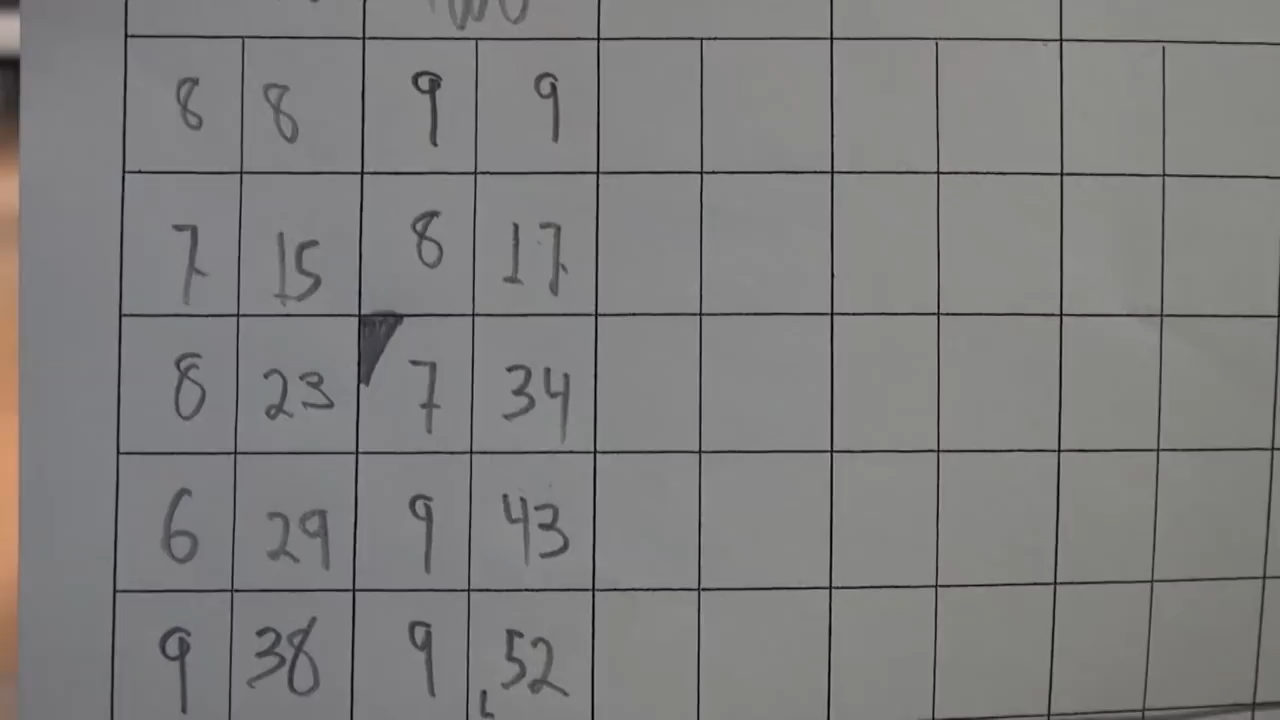 8 8 9 9
7 15 8 17
8 23 7 34
6 29 9 43
9 38 9 52